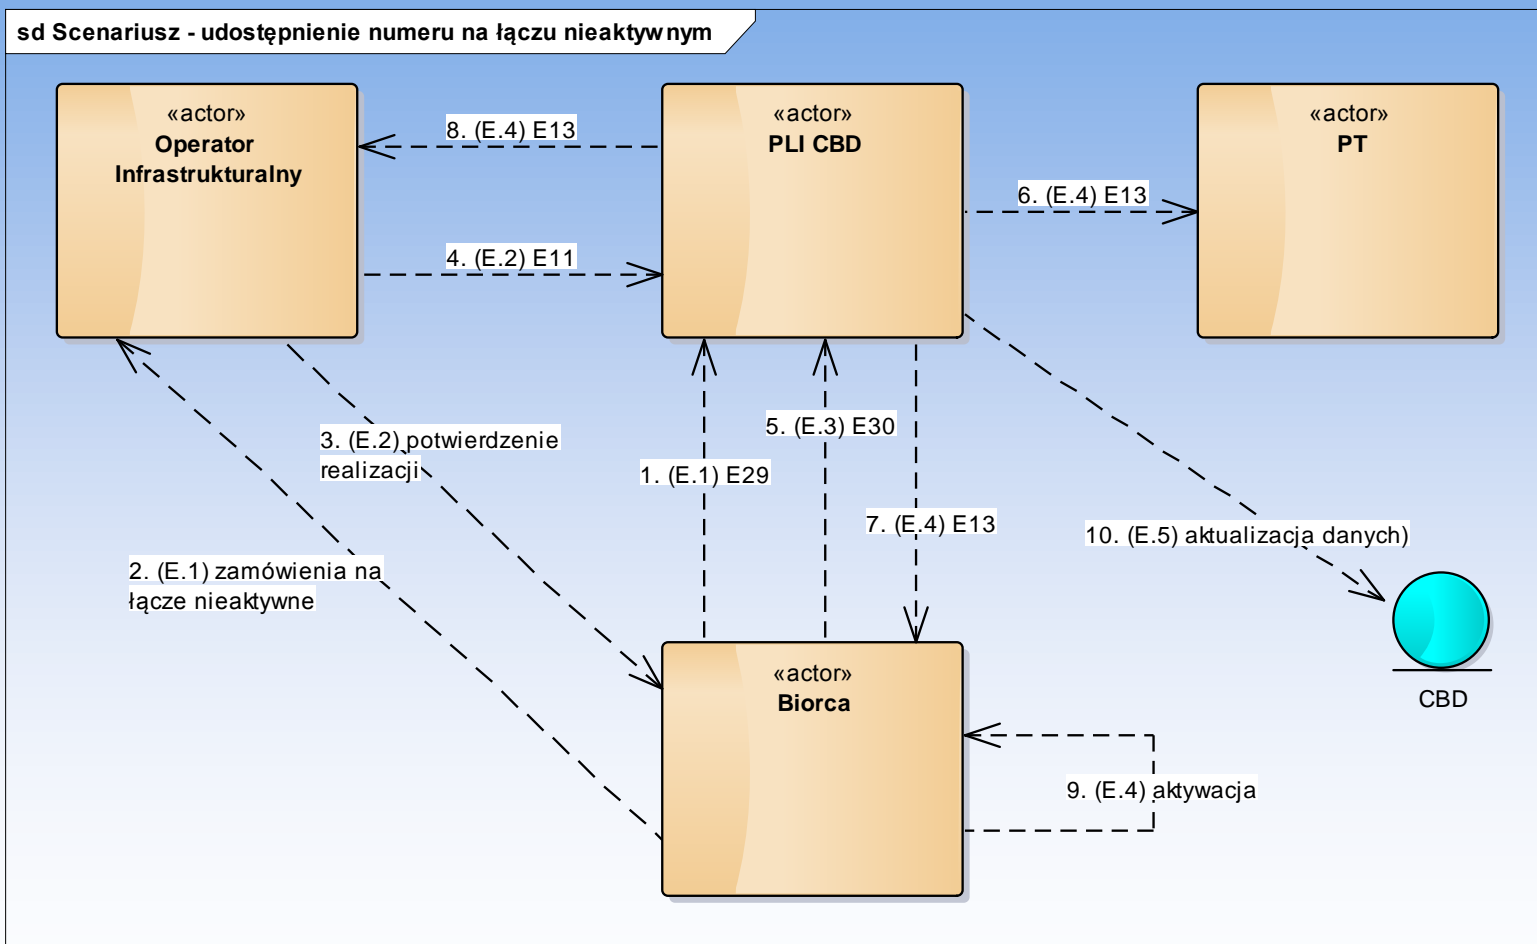 sd Scenariusz - udostępnienie numeru na łączu nieaktywnym
«actor»
Operator
Infrastrukturalny
«actor»
PLI CBD
«actor»
PT
8. (E.4) E13
6. (E.4) E13
4. (E.2) E11
3. (E.2) potwierdzenie
realizacji
5. (E.3) E30
1. (E.1) E29
7. (E.4) E13
10. (E.5) aktualizacja danych)
2. (E.1) zamówienia na
łącze nieaktywne
«actor»
Biorca
CBD
9. (E.4) aktywacja